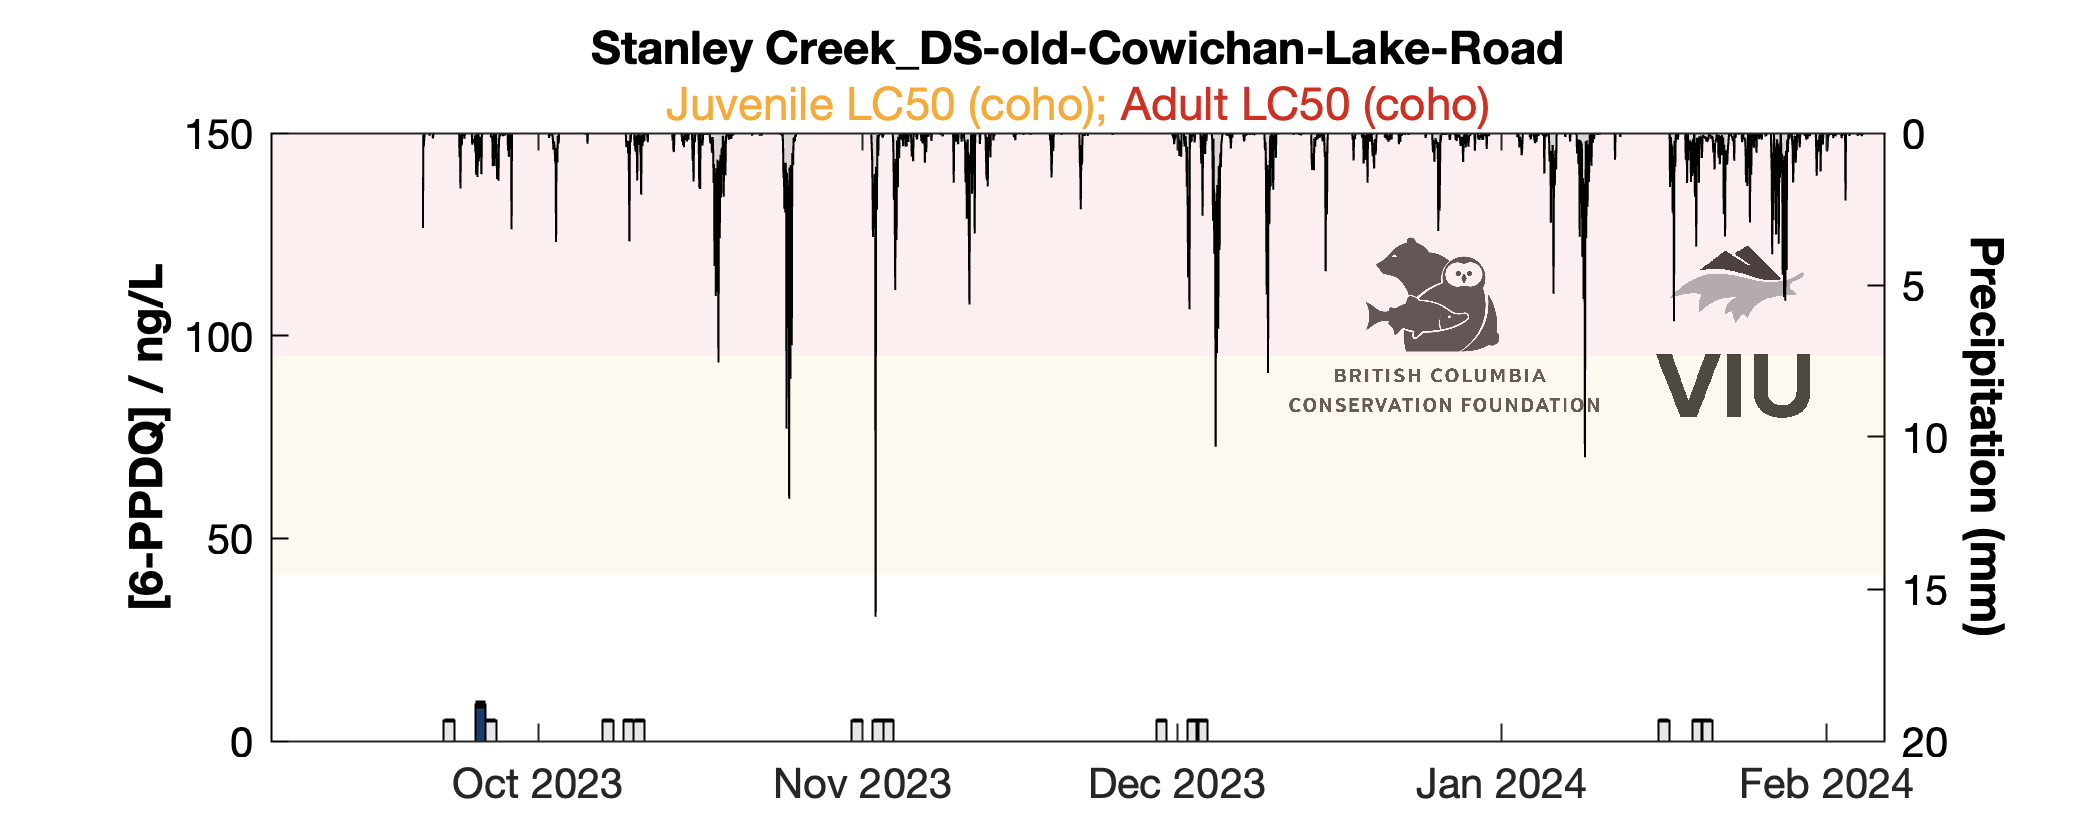 Stanley Creek_DS-old-Cowichan-Lake-Road
Juvenile LC50 (coho); Adult LC50 (coho)
150
100
50
0
[6-PPDQ] / ng/L
0
5
10
15
20
Precipitation (mm)
BRITISH COLUMBIA
CONSERVATION FOUNDATION
VIU
Oct 2023
Nov 2023
Dec 2023
Jan 2024
Feb 2024